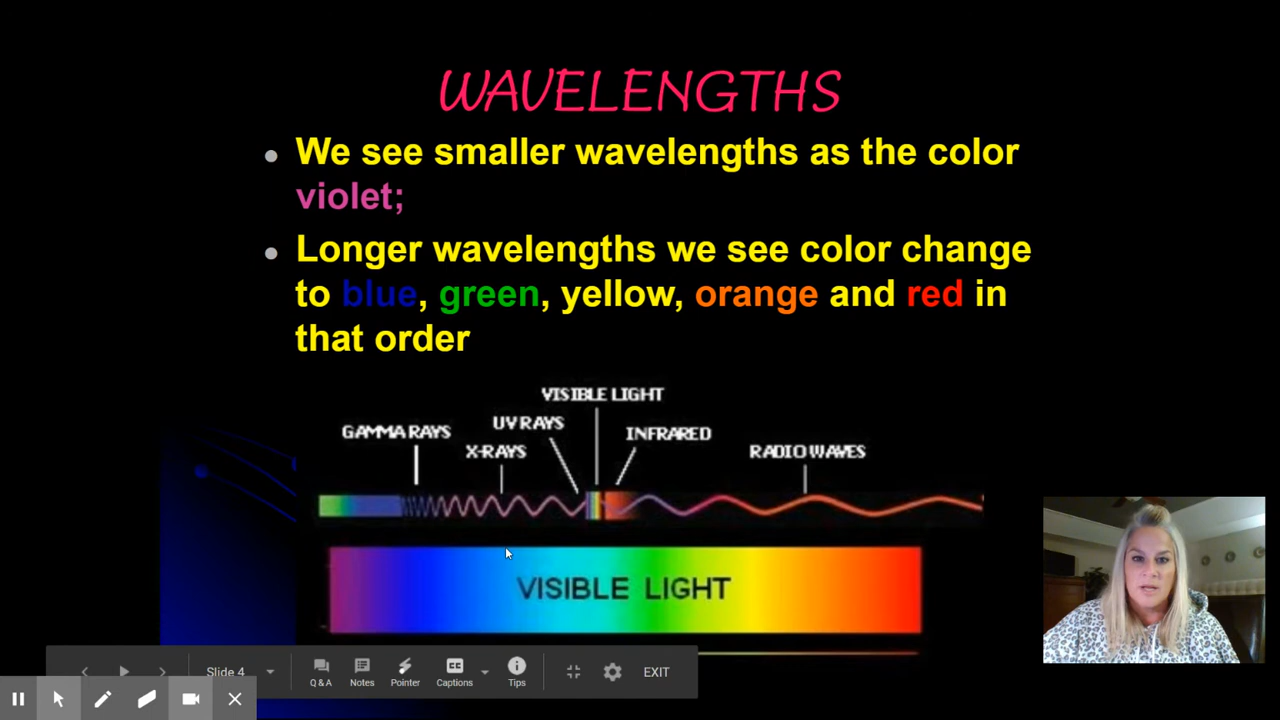 WAVELENGTHS
We see smaller wavelengths as the color
violet;
Longer wavelengths we see color change
to blue, green, yellow, orange and red in
that order
VISIBLE LIGHT
UV RAYS
GAMMA RAYS
INFRARED
X-RAYS
RADIO WAVES
VISIBLE LIGHT
Slide 4
Q & A
Notes
Pointer
CC
Captions
Tips
EXIT